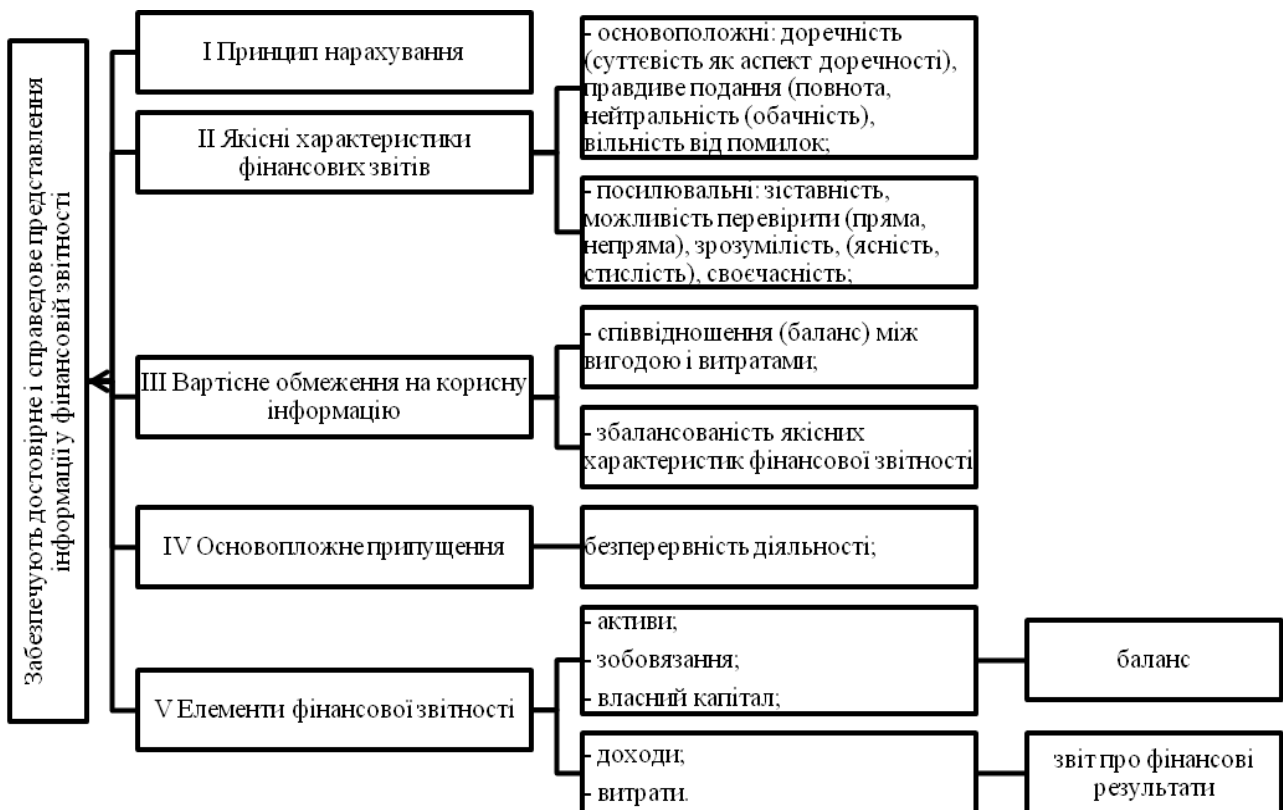 Забезпечують достовірне і справедове представлення
інформації у фінансовій звітності
I Принцип нарахування
II Якісні характеристики
фінансових звітів
- основоположні: доречність
(суттєвість як аспект доречності),
правдиве подання (повнота,
нейтральність (обачність),
вільність від помилок;
- посилювальні: зіставність,
можливість перевірити (пряма,
непряма), зрозумілість, (ясність,
стислість), своєчасність;
III Вартісне обмеження на корисну
інформацію
- співвідношення (баланс) між
вигодою і витратами;
- збалансованість якісних
характеристик фінансової звітності
IV Основопложне припущення
безперервність діяльності;
V Елементи фінансової звітності
- активи;
- зобовязання;
- власний капітал;
баланс
- доходи;
- витрати.
звіт про фінансові
результати